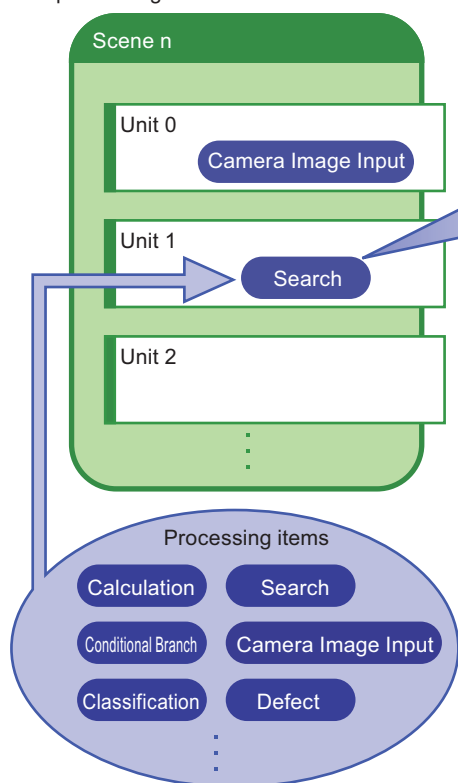 Scene n
Unit 0
Camera Image Input
Unit 1
Search
Unit 2
Processing items
Calculation Search
Conditional Branch Camera Image Input
Classification Defect